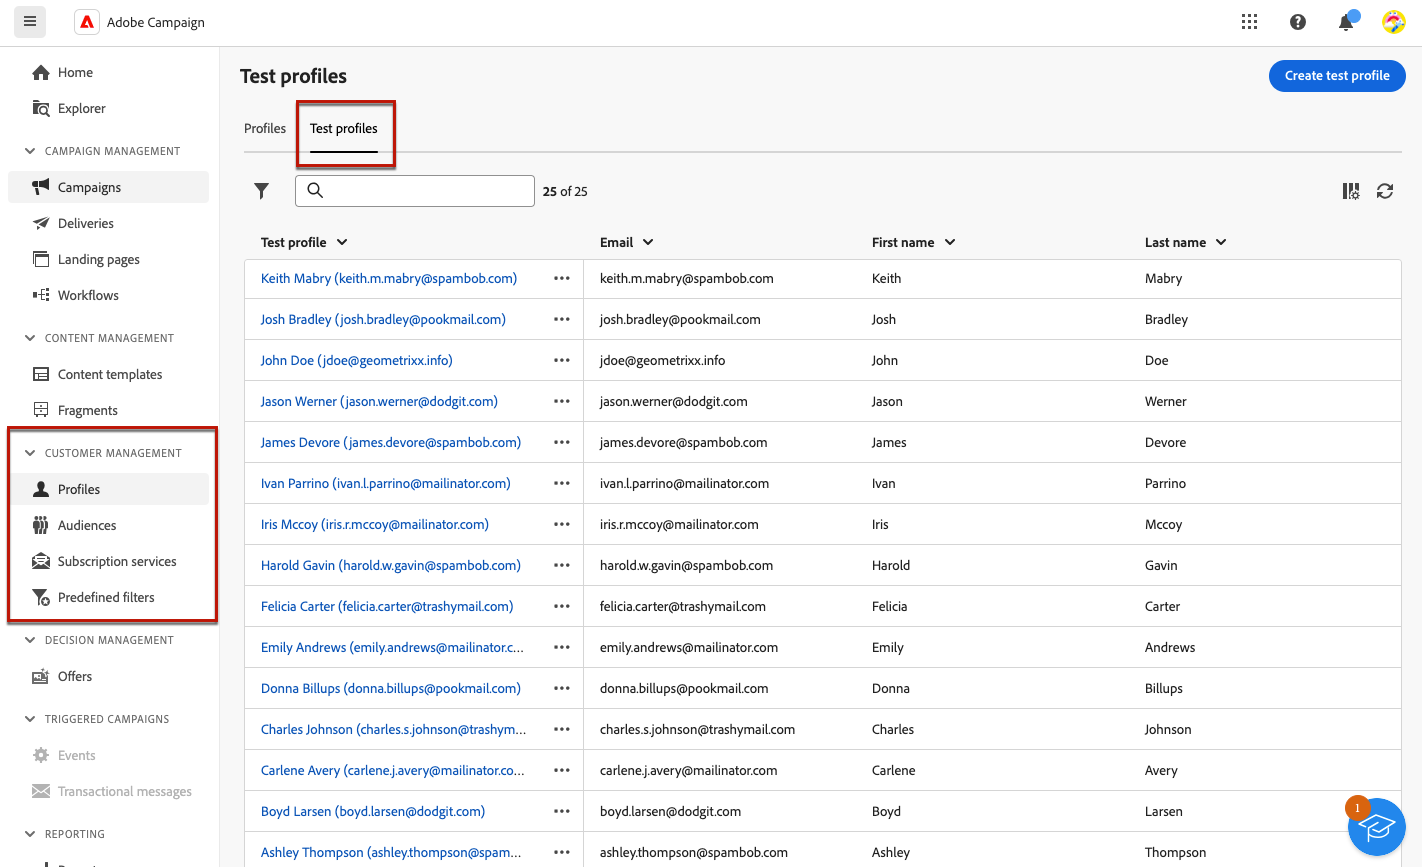 Adobe Campaign
Home
Explorer
CAMPAIGN MANAGEMENT
Campaigns
Deliveries
Landing pages
Workflows
CONTENT MANAGEMENT
Content templates
Fragments
CUSTOMER MANAGEMENT
Profiles
Audiences
Subscription services
Predefined filters
DECISION MANAGEMENT
Offers
TRIGGERED CAMPAIGNS
Events
Transactional messages
REPORTING
Test profiles
Create test profile
Profiles Test profiles
25 of 25
Test profile Email First name Last name
Keith Mabry (keith.m.mabry@spambob.com) ••• keith.m.mabry@spambob.com Keith Mabry
Josh Bradley (josh.bradley@pookmail.com) ••• josh.bradley@pookmail.com Josh Bradley
John Doe (jdoe@geometrixx.info) ••• jdoe@geometrixx.info John Doe
Jason Werner (jason.werner@dodgit.com) ••• jason.werner@dodgit.com Jason Werner
James Devore (james.devore@spambob.com) ••• james.devore@spambob.com James Devore
Ivan Parrino (ivan.l.parrino@mailinator.com) ••• ivan.l.parrino@mailinator.com Ivan Parrino
Iris Mccoy (iris.r.mccoy@mailinator.com) ••• iris.r.mccoy@mailinator.com Iris Mccoy
Harold Gavin (harold.w.gavin@spambob.com) ••• harold.w.gavin@spambob.com Harold Gavin
Felicia Carter (felicia.carter@trashymail.com) ••• felicia.carter@trashymail.com Felicia Carter
Emily Andrews (emily.andrews@mailinator.c... ••• emily.andrews@mailinator.com Emily Andrews
Donna Billups (donna.billups@pookmail.com) ••• donna.billups@pookmail.com Donna Billups
Charles Johnson (charles.s.johnson@trashym... ••• charles.s.johnson@trashymail.com Charles Johnson
Carlene Avery (carlene.j.avery@mailinator.co... ••• carlene.j.avery@mailinator.com Carlene Avery
Boyd Larsen (boyd.larsen@dodgit.com) ••• boyd.larsen@dodgit.com Boyd Larsen
Ashley Thompson (ashley.thompson@spam... ••• ashley.thompson@spambob.com Ashley Thompson
1